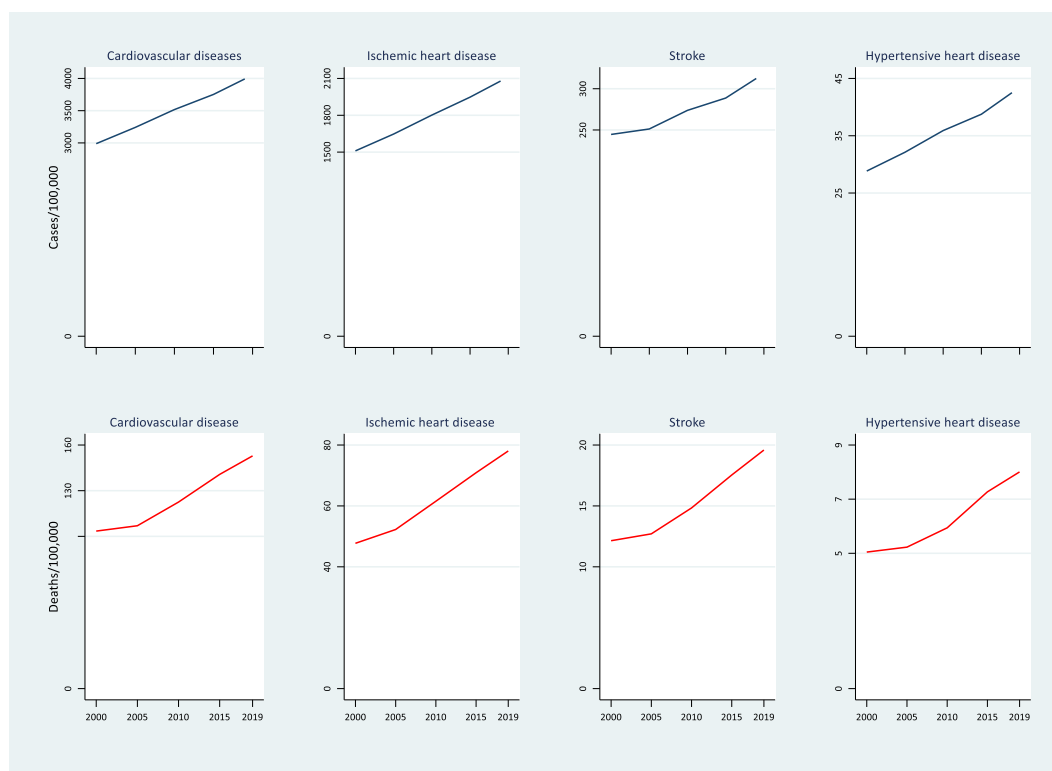 Cardiovascular diseases
Ischemic heart disease
Stroke
Hypertensive heart disease
Cases/100,000
4000
3500
3000
0
2100
1800
1500
0
300
250
0
45
35
25
0
Cardiovascular disease
Ischemic heart disease
Stroke
Hypertensive heart disease
Deaths/100,000
160
130
0
80
60
40
0
20
15
10
0
9
7
5
0
2000 2005 2010 2015 2019
2000 2005 2010 2015 2019
2000 2005 2010 2015 2019
2000 2005 2010 2015 2019